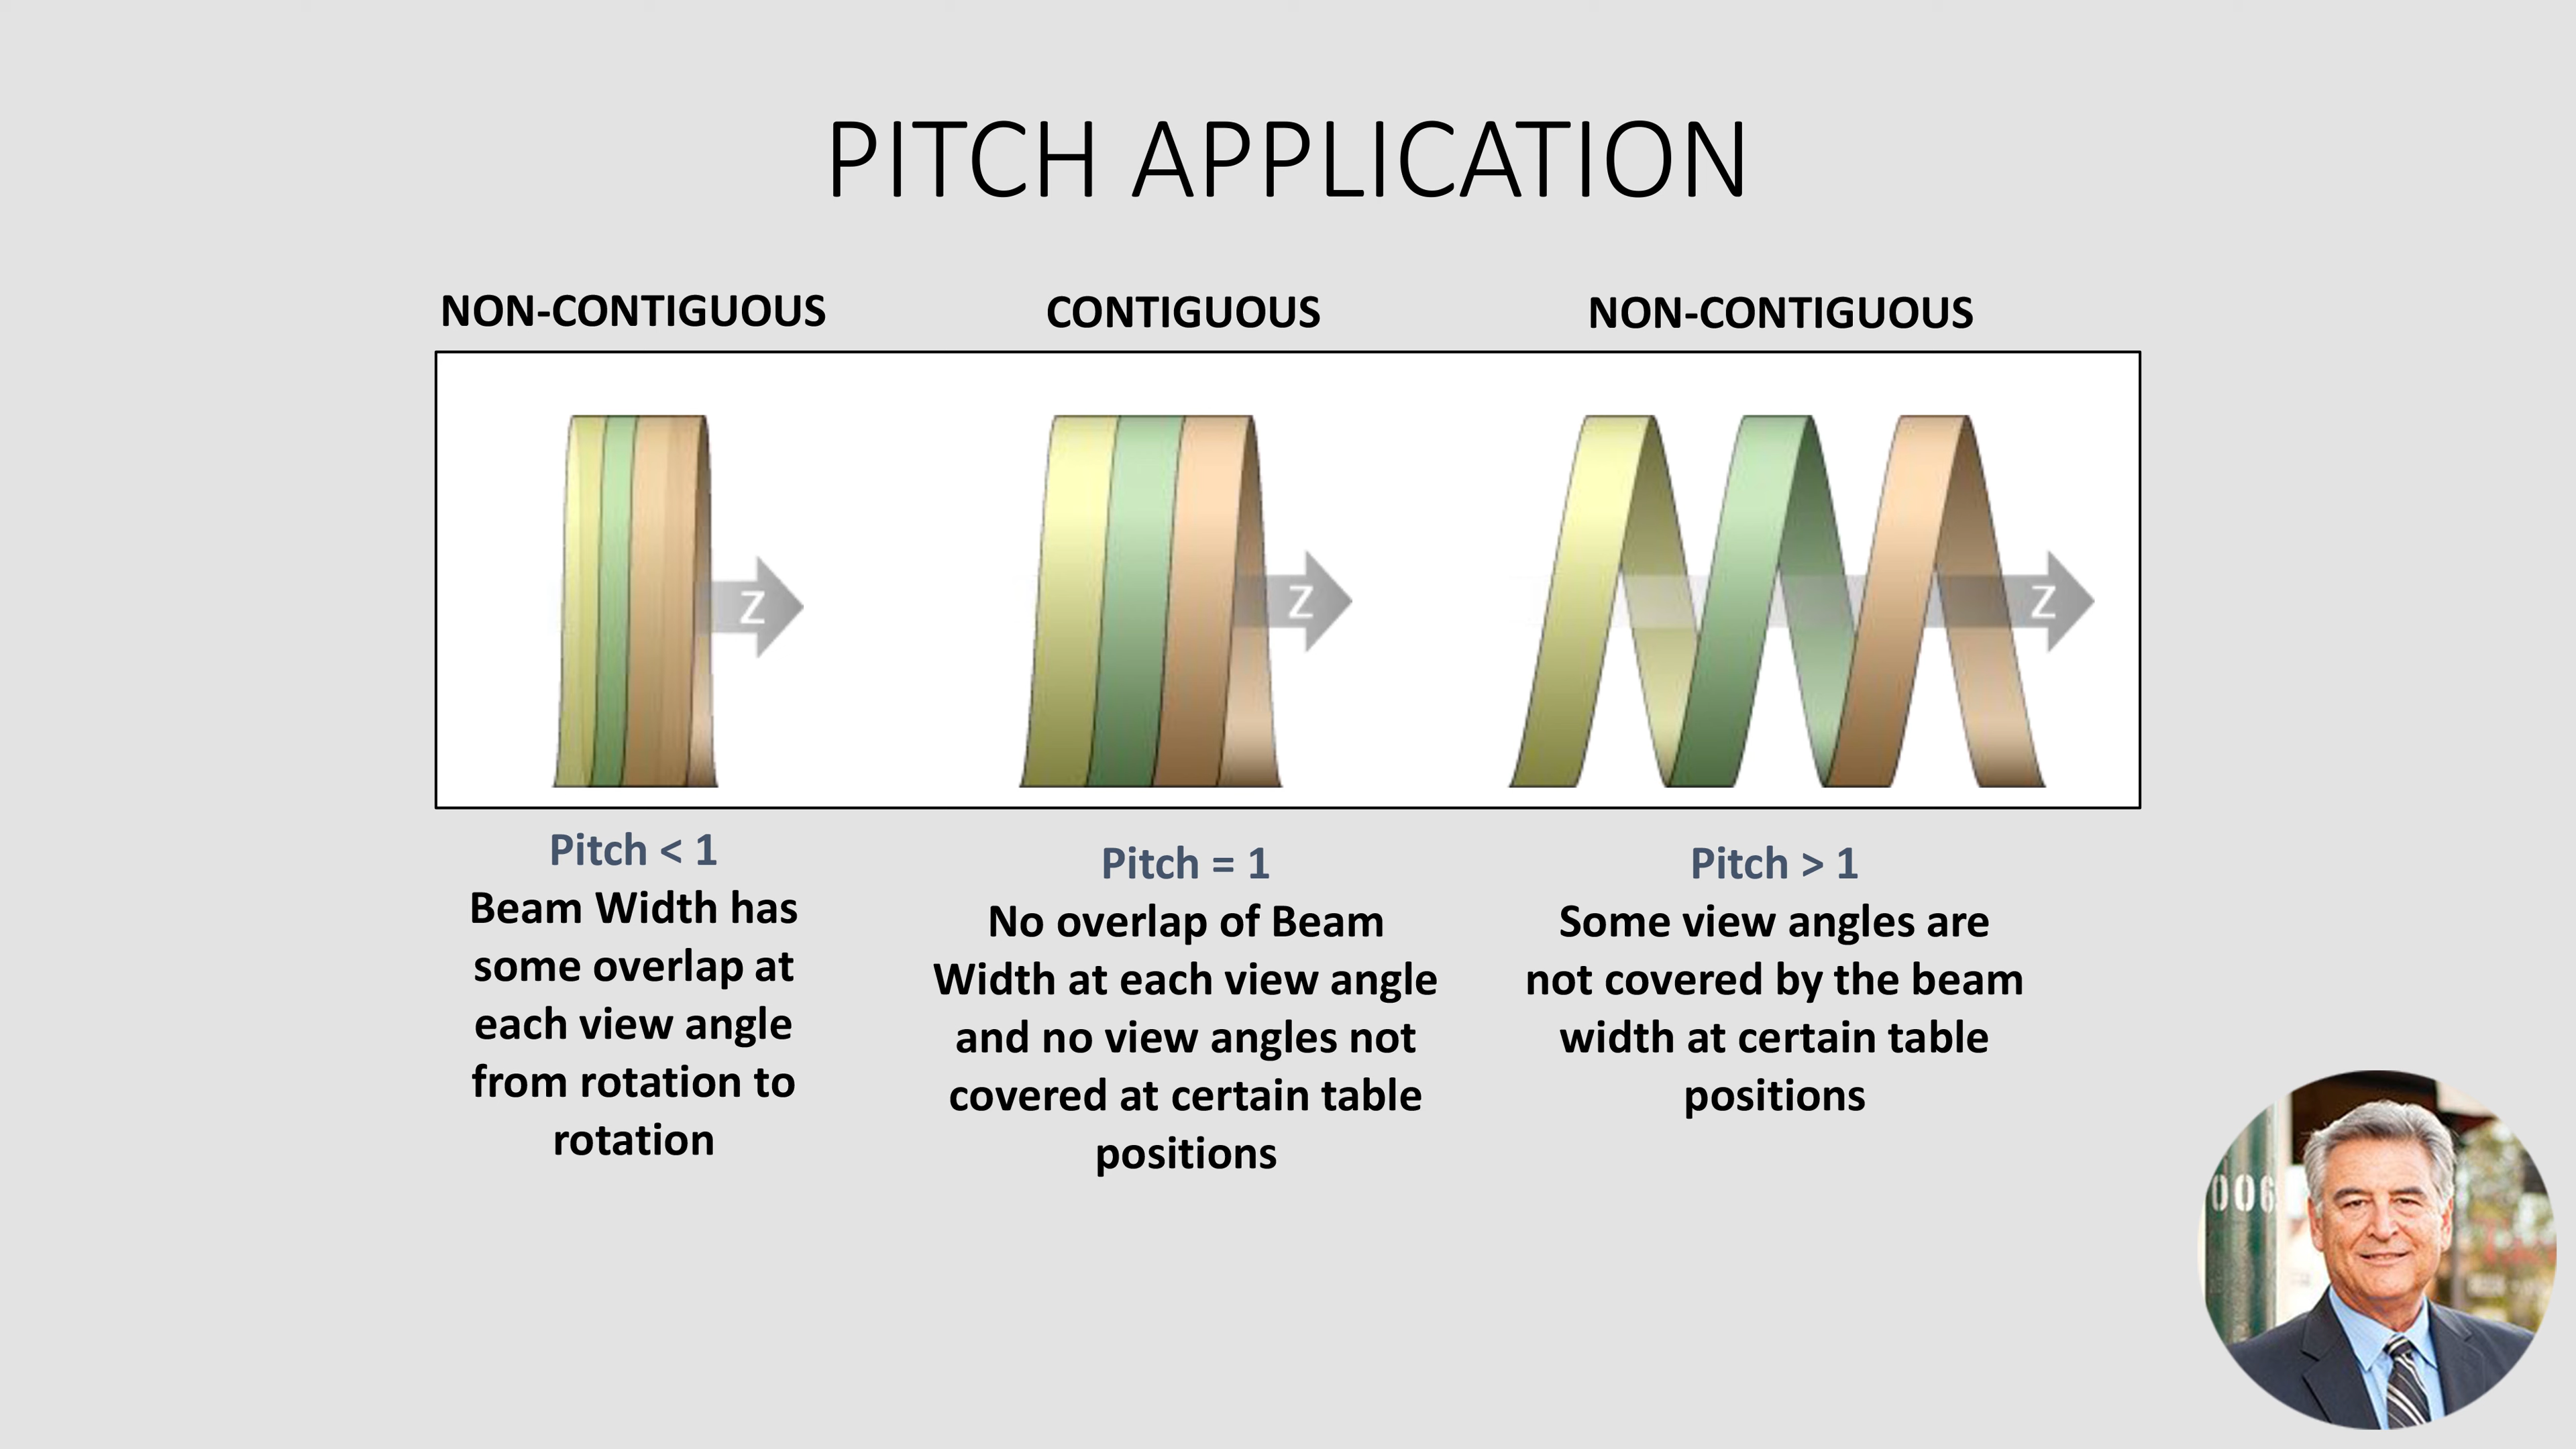 PITCH APPLICATION
NON-CONTIGUOUS
CONTIGUOUS
NON-CONTIGUOUS
Z
Z
Z
Pitch < 1
Beam Width has
some overlap at
each view angle
from rotation to
rotation
Pitch = 1
No overlap of Beam
Width at each view angle
and no view angles not
covered at certain table
positions
Pitch > 1
Some view angles are
not covered by the beam
width at certain table
positions
006